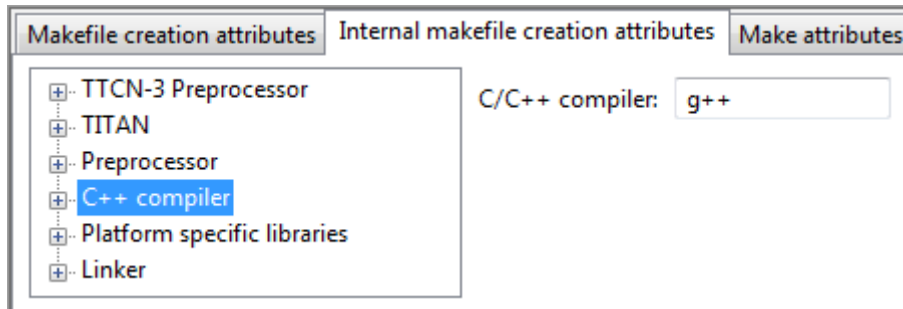 Makefile creation attributes Internal makefile creation attributes Make attributes
TTCN-3 Preprocessor
TITAN
Preprocessor
C++ compiler
Platform specific libraries
Linker
C/C++ compiler: g++